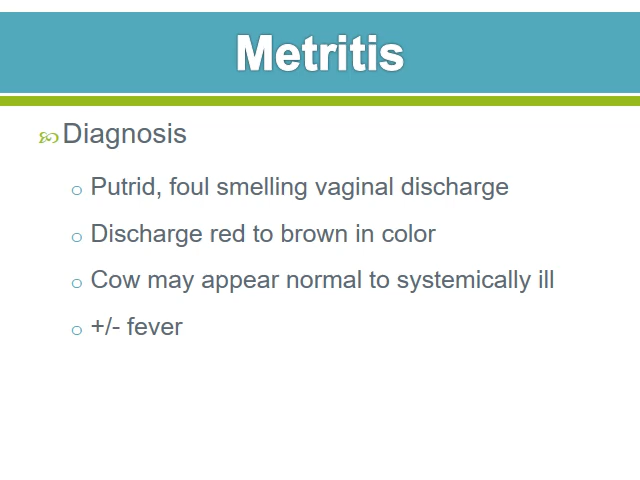 Metritis
Diagnosis
Putrid, foul smelling vaginal discharge
Discharge red to brown in color
Cow may appear normal to systemically ill
+/- fever